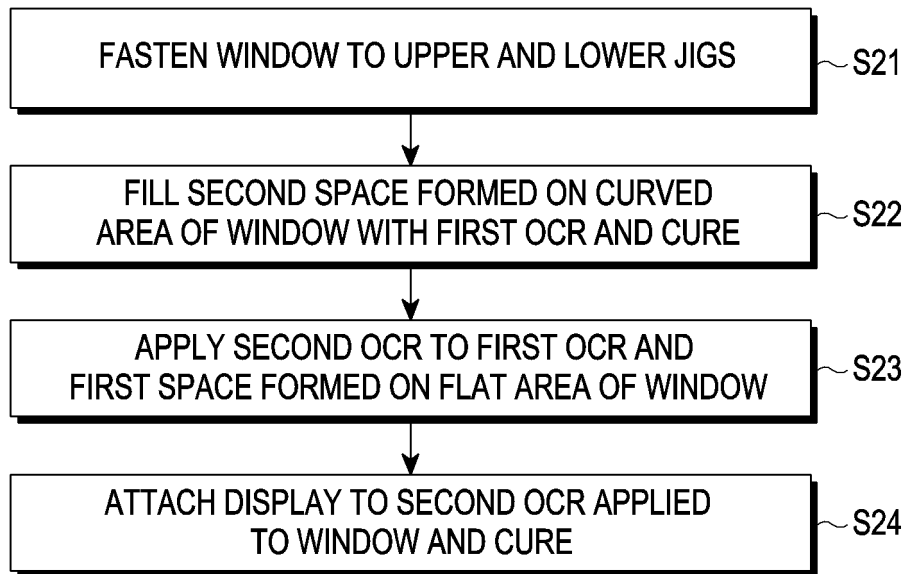 FASTEN WINDOW TO UPPER AND LOWER JIGS
S21
FILL SECOND SPACE FORMED ON CURVED
AREA OF WINDOW WITH FIRST OCR AND CURE
S22
APPLY SECOND OCR TO FIRST OCR AND
FIRST SPACE FORMED ON FLAT AREA OF WINDOW
S23
ATTACH DISPLAY TO SECOND OCR APPLIED
TO WINDOW AND CURE
S24